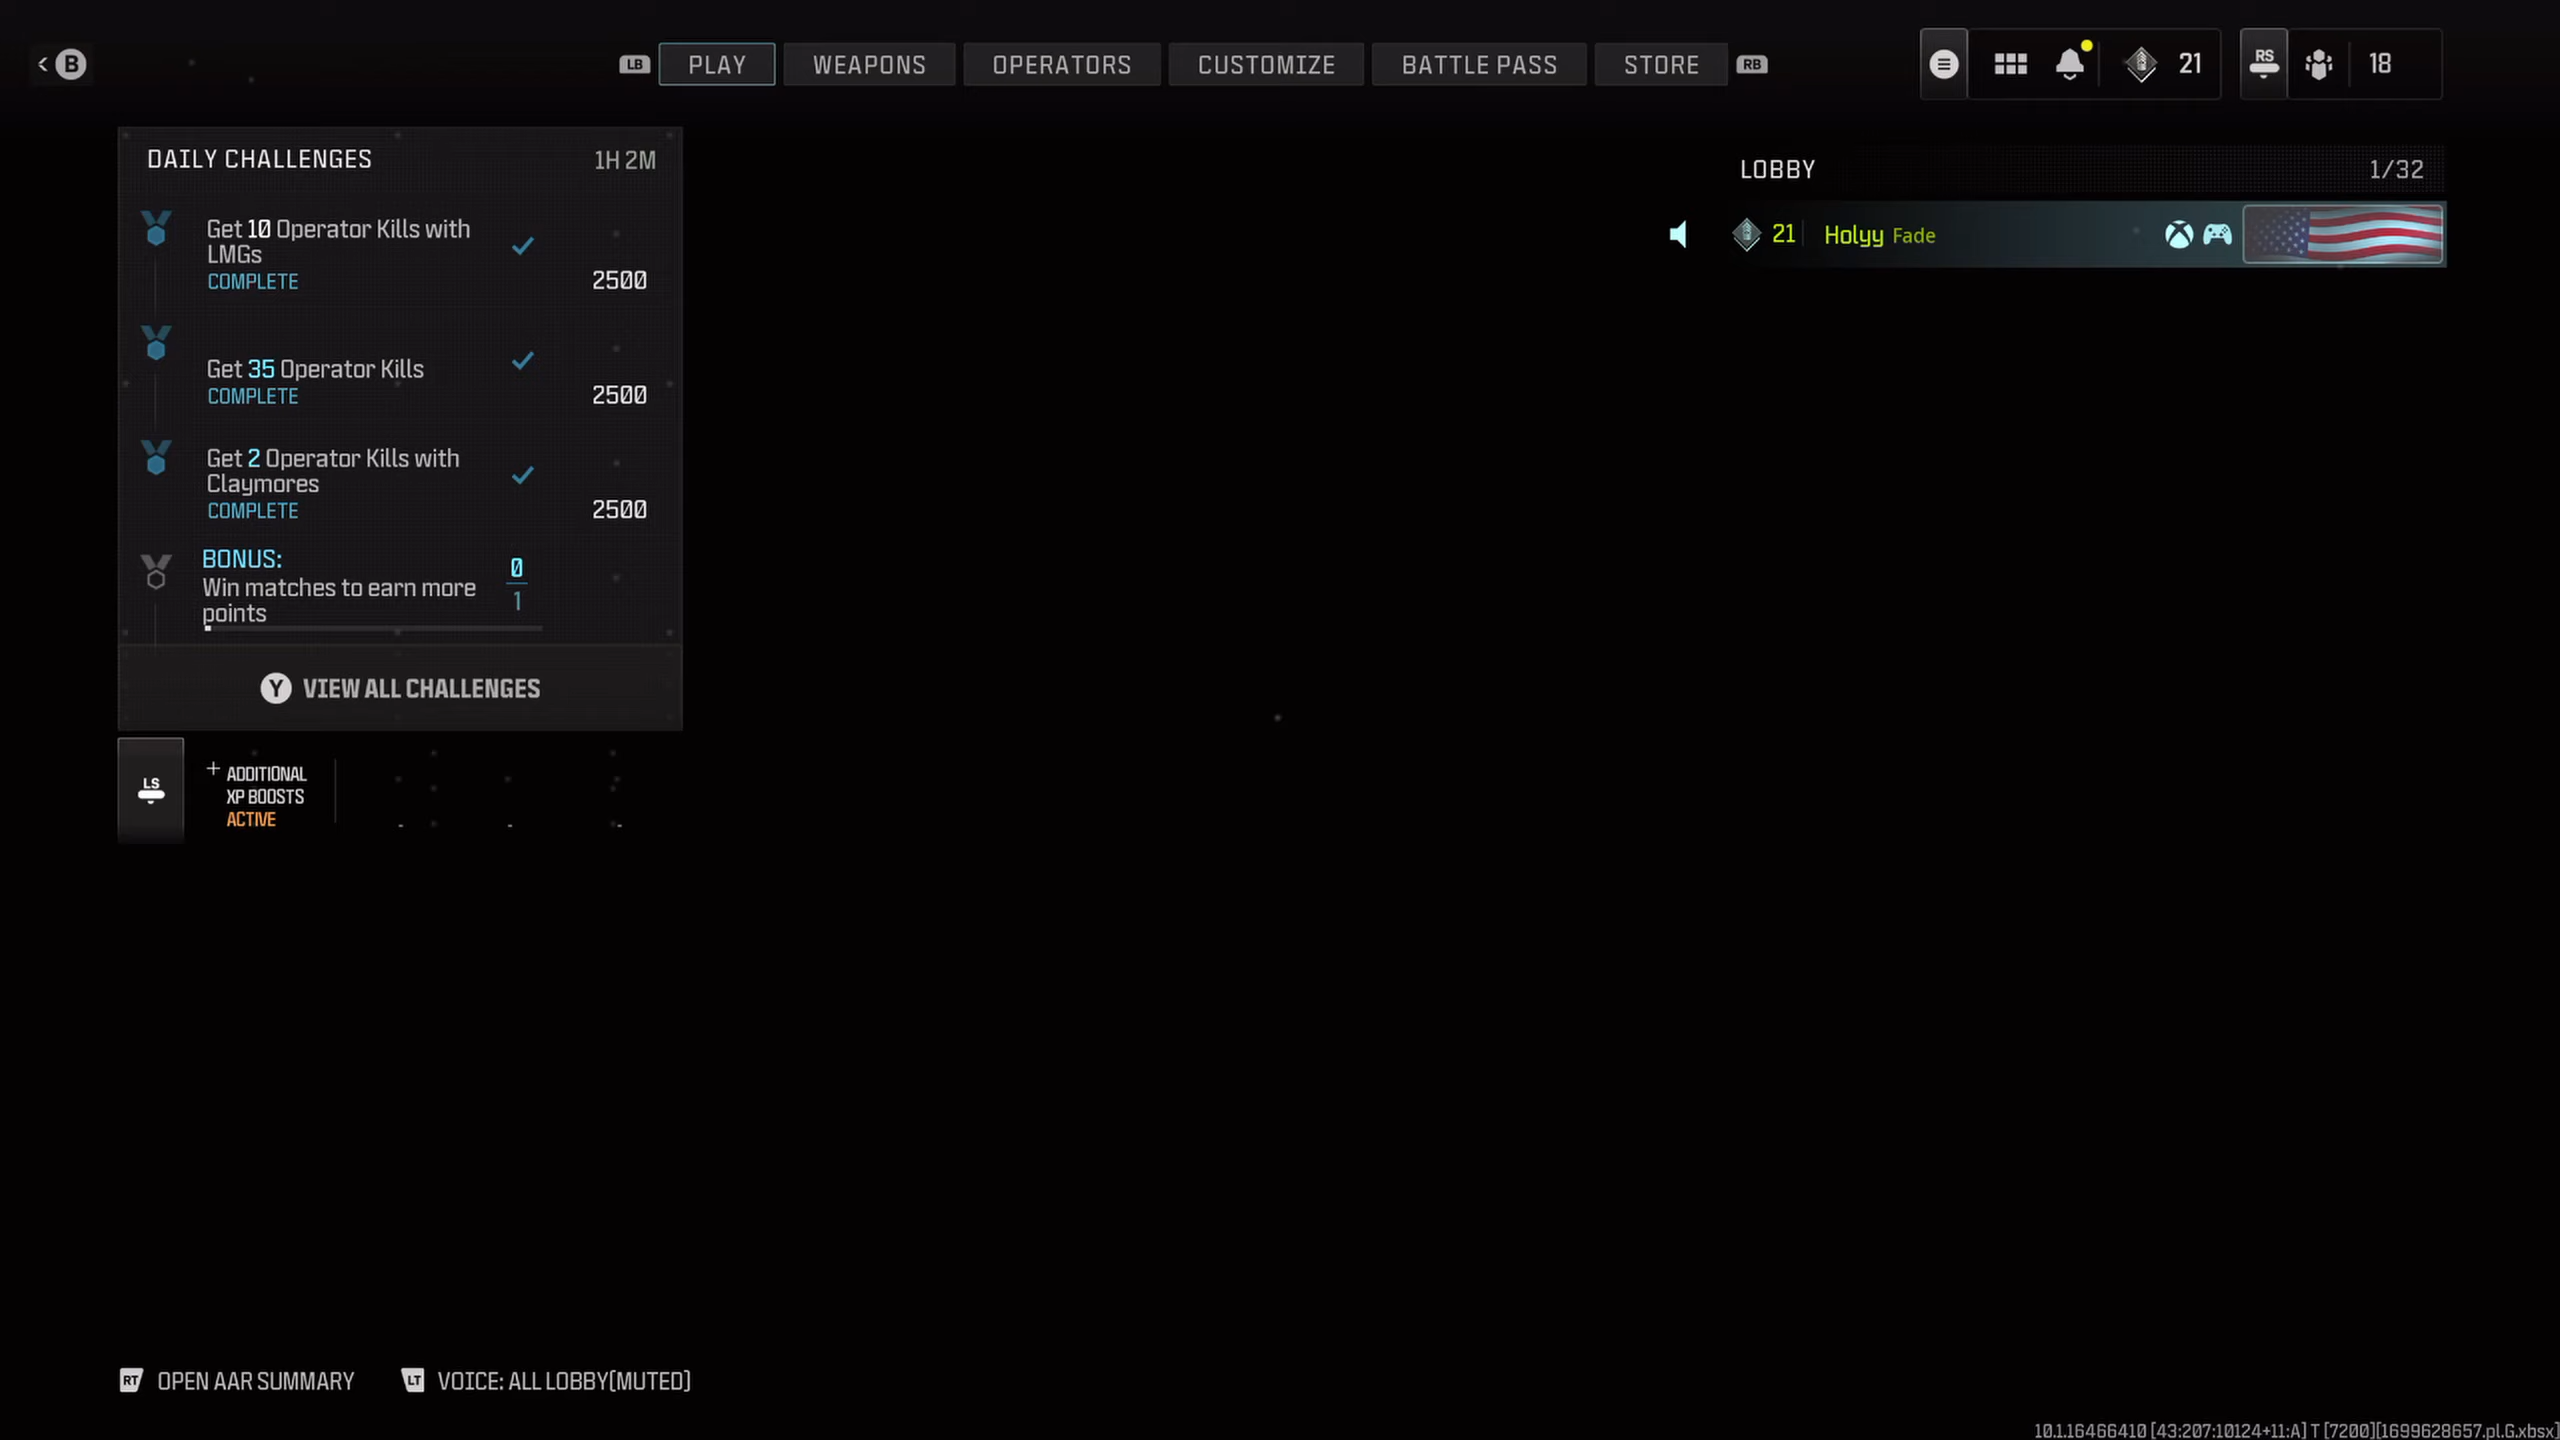 < B
LB PLAY WEAPONS OPERATORS CUSTOMIZE BATTLE PASS STORE RB
21 RS 18
DAILY CHALLENGES 1H 2M
Get 10 Operator Kills with
LMGs
COMPLETE 2500
Get 35 Operator Kills
COMPLETE 2500
Get 2 Operator Kills with
Claymores
COMPLETE 2500
BONUS: 0
Win matches to earn more
points 1
Y VIEW ALL CHALLENGES
LS + ADDITIONAL
XP BOOSTS
ACTIVE
LOBBY 1/32
21 Holyy Fade
RT OPEN AAR SUMMARY LT VOICE: ALL LOBBY[MUTED]
10.1.16466410 [43:207:10124+11:A] T [7200][1699628657.pl.G.xbsx]